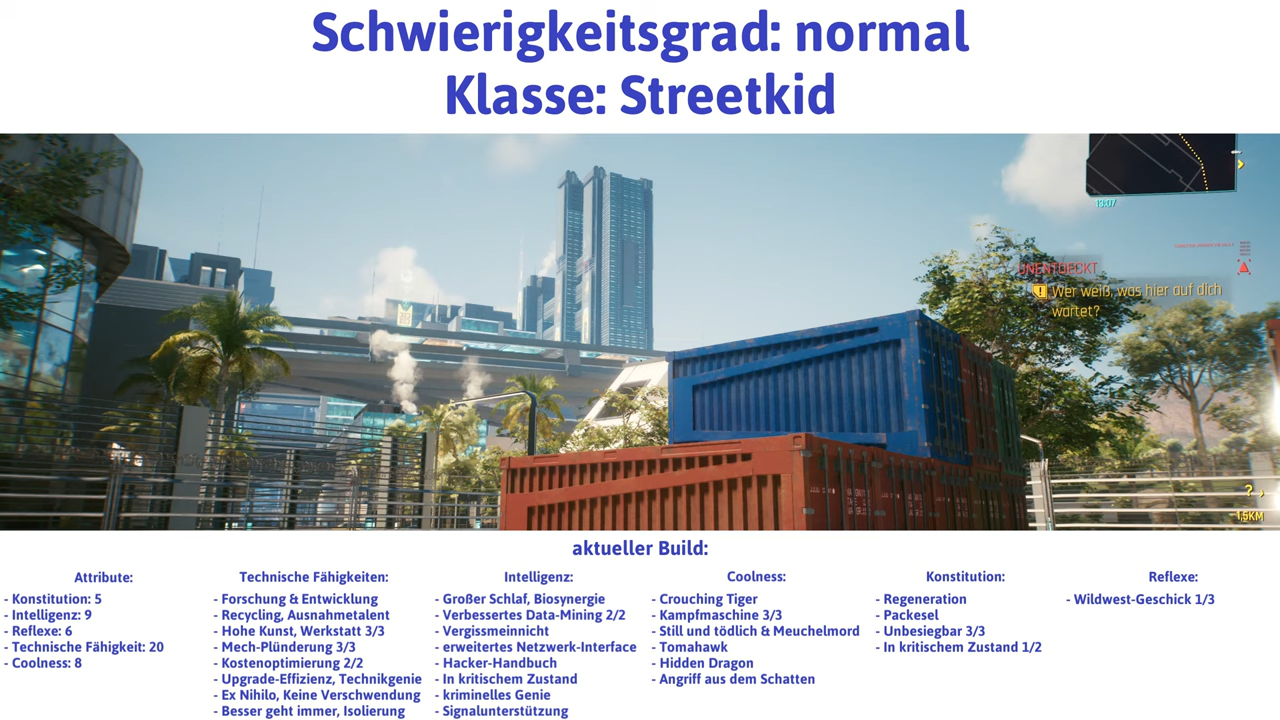 Schwierigkeitsgrad: normal
Klasse: Streetkid
13:07
UNENTDECKT
Wer weiß, was hier auf dich
wartet?
?
1.5KM
aktueller Build:
Attribute:
- Konstitution: 5
- Intelligenz: 9
- Reflexe: 6
- Technische Fähigkeit: 20
- Coolness: 8
Technische Fähigkeiten:
- Forschung & Entwicklung
- Recycling, Ausnahmetalent
- Hohe Kunst, Werkstatt 3/3
- Mech-Plünderung 3/3
- Kostenoptimierung 2/2
- Upgrade-Effizienz, Technikgenie
- Ex Nihilo, Keine Verschwendung
- Besser geht immer, Isolierung
Intelligenz:
- Großer Schlaf, Biosynergie
- Verbessertes Data-Mining 2/2
- Vergissmeinnicht
- erweitertes Netzwerk-Interface
- Hacker-Handbuch
- In kritischem Zustand
- kriminelles Genie
- Signalunterstützung
Coolness:
- Crouching Tiger
- Kampfmaschine 3/3
- Still und tödlich & Meuchelmord
- Tomahawk
- Hidden Dragon
- Angriff aus dem Schatten
Konstitution:
- Regeneration
- Packesel
- Unbesiegbar 3/3
- In kritischem Zustand 1/2
Reflexe:
- Wildwest-Geschick 1/3